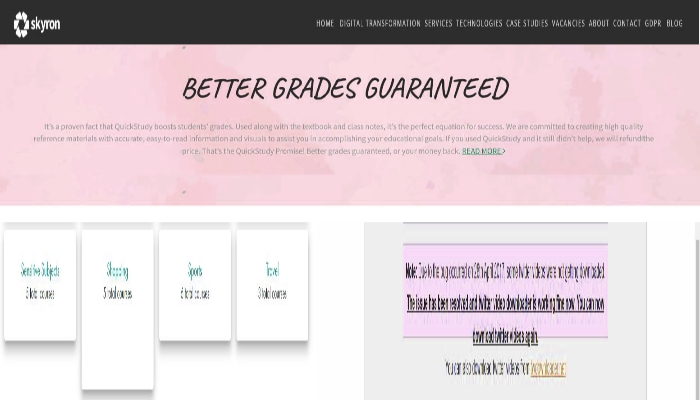 skyron
HOME DIGITAL TRANSFORMATION SERVICES TECHNOLOGIES CASE STUDIES VACANCIES ABOUT CONTACT GDPR BLOG
BETTER GRADES GUARANTEED
It's a proven fact that QuickStudy boosts students' grades. Used along with the textbook and class notes, it's the perfect equation for success. We are committed to creating high quality
reference materials with accurate, easy-to-read information and visuals to assist you in accomplishing your educational goals. If you used QuickStudy and it still didn't help, we will refund the
price. That's the QuickStudy Promise! Better grades guaranteed, or your money back. READ MORE >
Sensitive Subjects
3 total courses
Shopping
5 total courses
Sports
6 total courses
Travel
3 total courses
Note: Due to the bug occurred on 28th April 2017, some twitter videos were not getting downloaded.
The issue has been resolved and twitter video downloader is working fine now. You can now
download twitter videos again.
You can also download twitter videos from